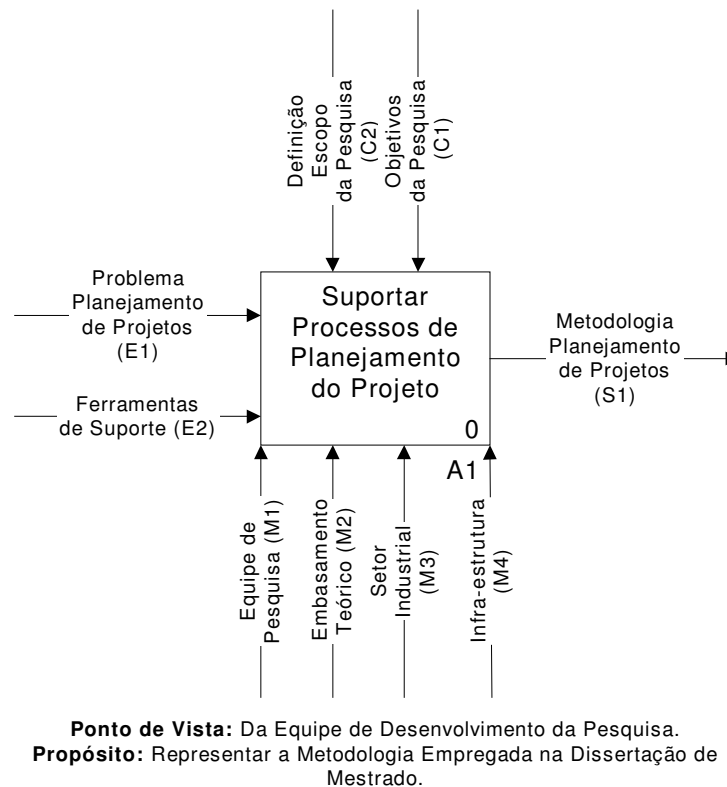 Definição
Escopo
da Pesquisa
(C2)
Objetivos
da Pesquisa
(C1)
Problema
Planejamento
de Projetos
(E1)
Ferramentas
de Suporte (E2)
Suportar
Processos de
Planejamento
do Projeto
0
A1
Metodologia
Planejamento
de Projetos
(S1)
Equipe de
Pesquisa (M1)
Embasamento
Teórico (M2)
Setor
Industrial
(M3)
Infra-estrutura
(M4)
Ponto de Vista: Da Equipe de Desenvolvimento da Pesquisa.
Propósito: Representar a Metodologia Empregada na Dissertação de
Mestrado.